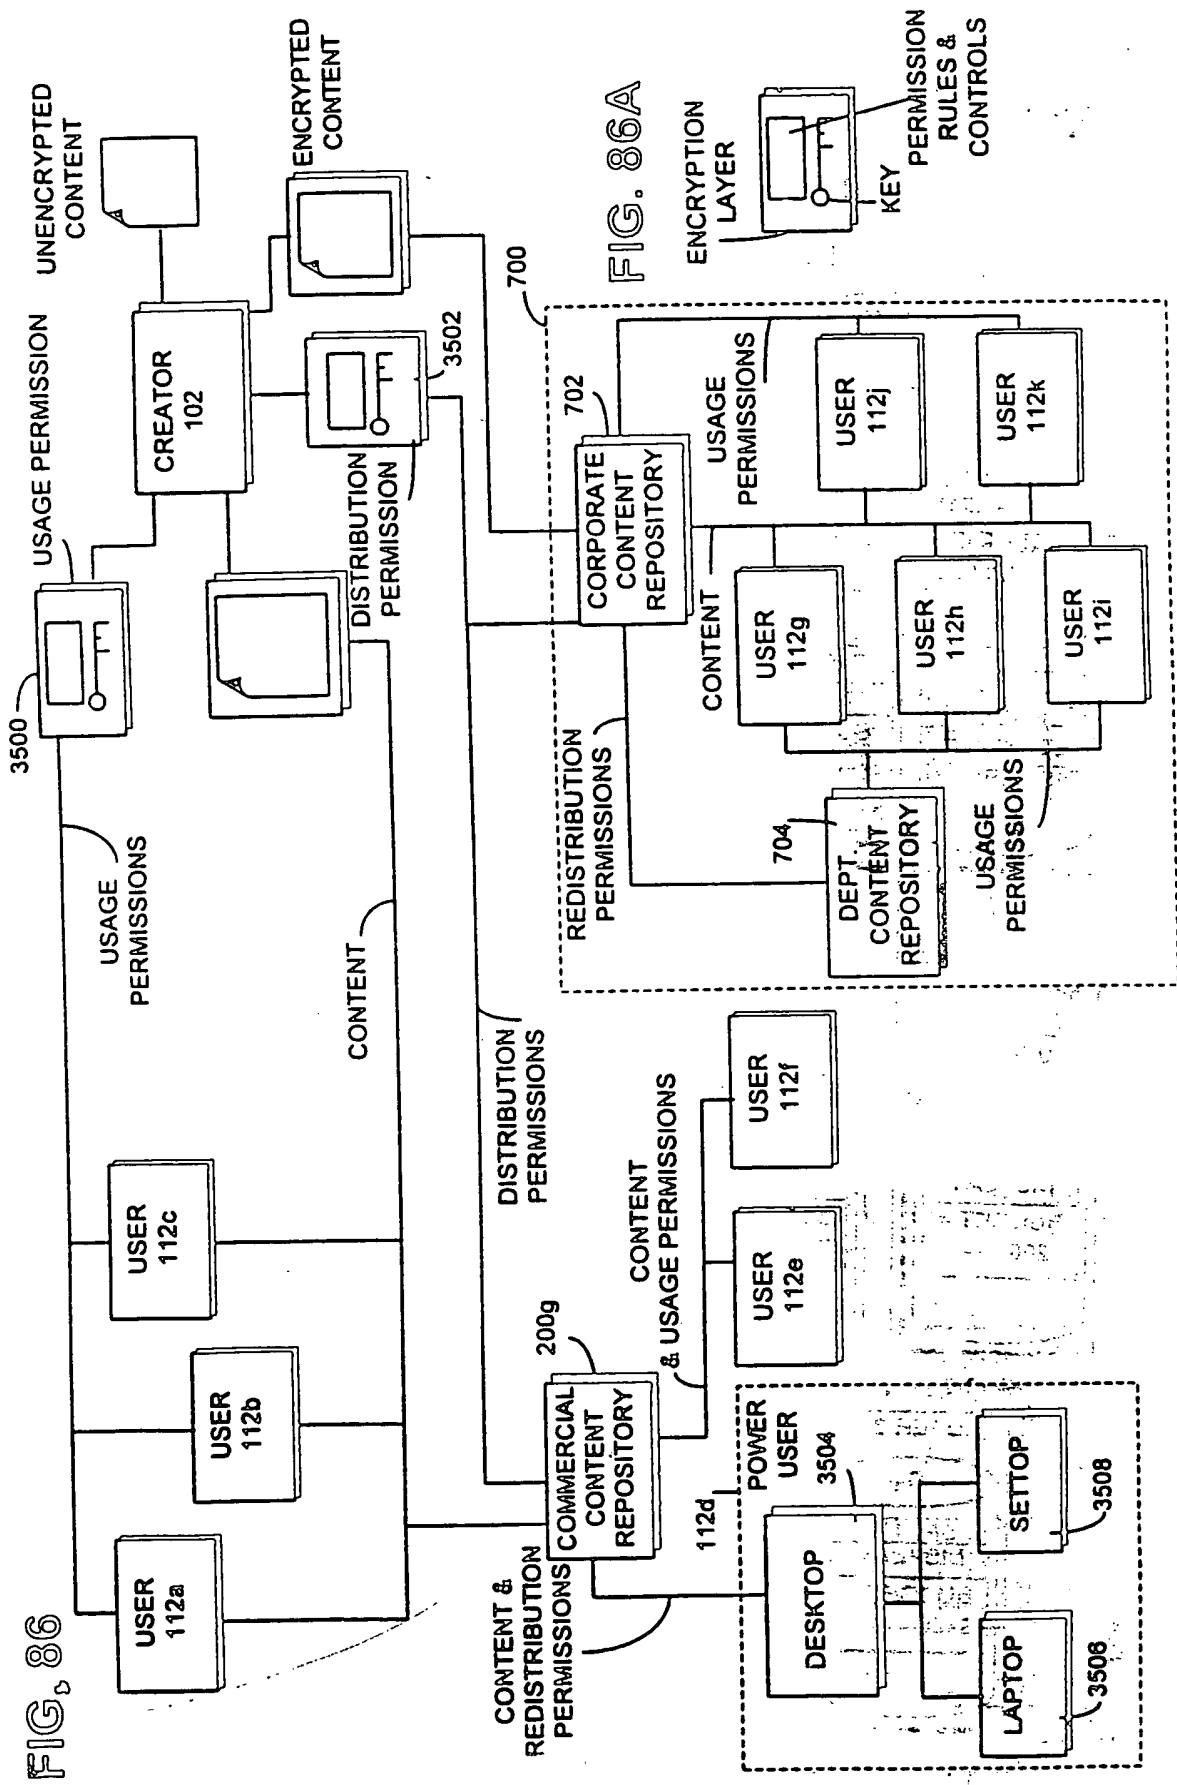 FIG. 86
USER
112a
USER
112b
USER
112c
USAGE
PERMISSIONS
3500
USAGE PERMISSION
CREATOR
102
UNENCRYPTED
CONTENT
ENCRYPTED
CONTENT
CONTENT
DISTRIBUTION
PERMISSION
3502
DISTRIBUTION
PERMISSIONS
COMMERCIAL
CONTENT
REPOSITORY
200g
CONTENT &
REDISTRIBUTION
PERMISSIONS
CONTENT
& USAGE PERMISSIONS
USER
112e
USER
112f
112d
POWER
USER
3504
DESKTOP
LAPTOP
3506
SETTOP
3508
700
CORPORATE
CONTENT
REPOSITORY
702
REDISTRIBUTION
PERMISSIONS
CONTENT
USAGE
PERMISSIONS
704
DEPT.
CONTENT
REPOSITORY
USER
112g
USER
112h
USER
112i
USER
112j
USER
112k
USAGE
PERMISSIONS
FIG. 86A
ENCRYPTION
LAYER
KEY
PERMISSION
RULES &
CONTROLS